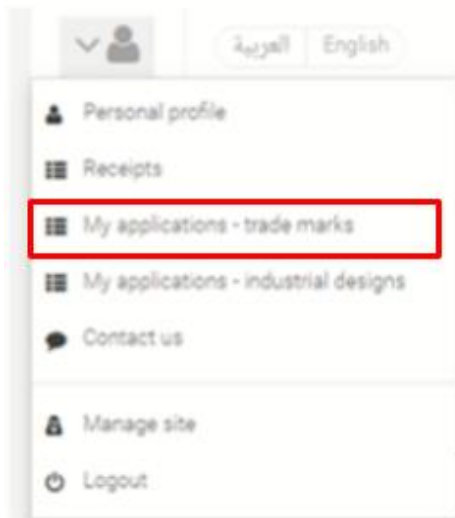 العربية English
Personal profile
Receipts
My applications - trade marks
My applications - industrial designs
Contact us
Manage site
Logout